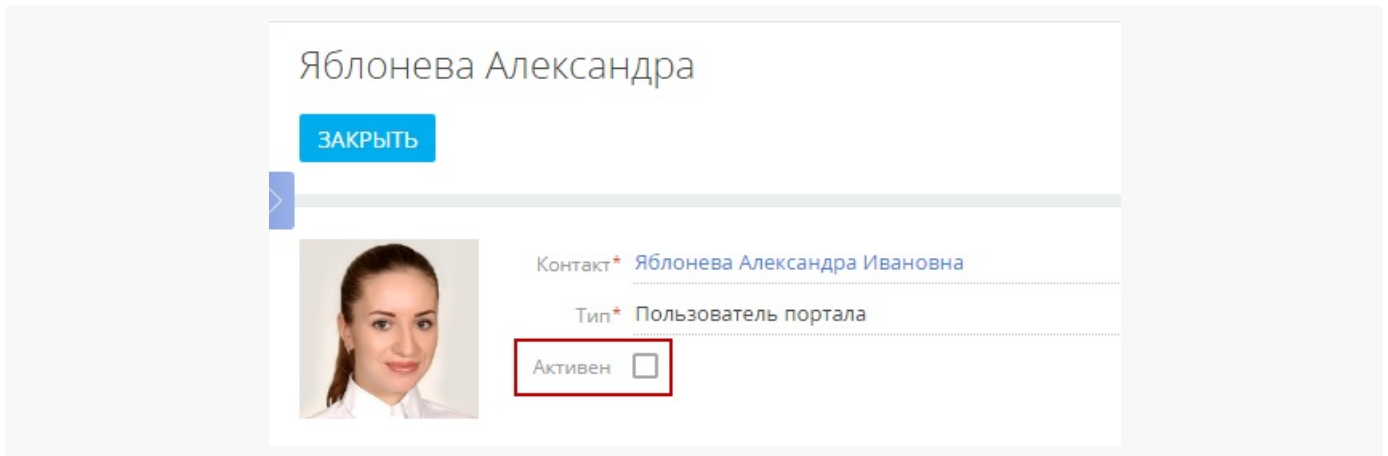 Яблонева Александра
ЗАКРЫТЬ
Контакт* Яблонева Александра Ивановна
Тип* Пользователь портала
Активен